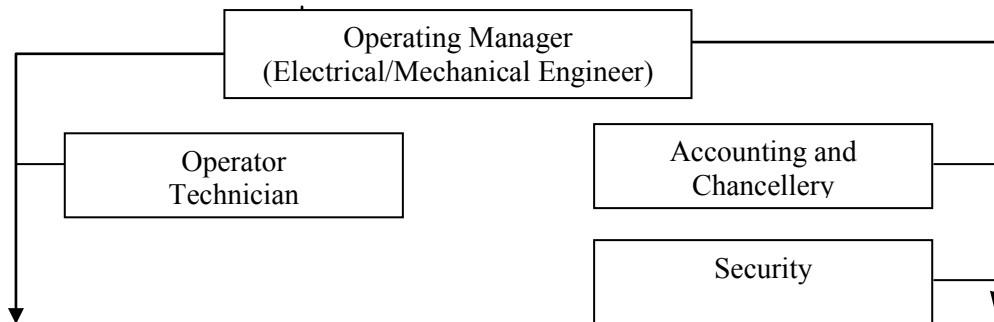 Operating Manager
(Electrical/Mechanical Engineer)
Operator
Technician
Accounting and
Chancellery
Security